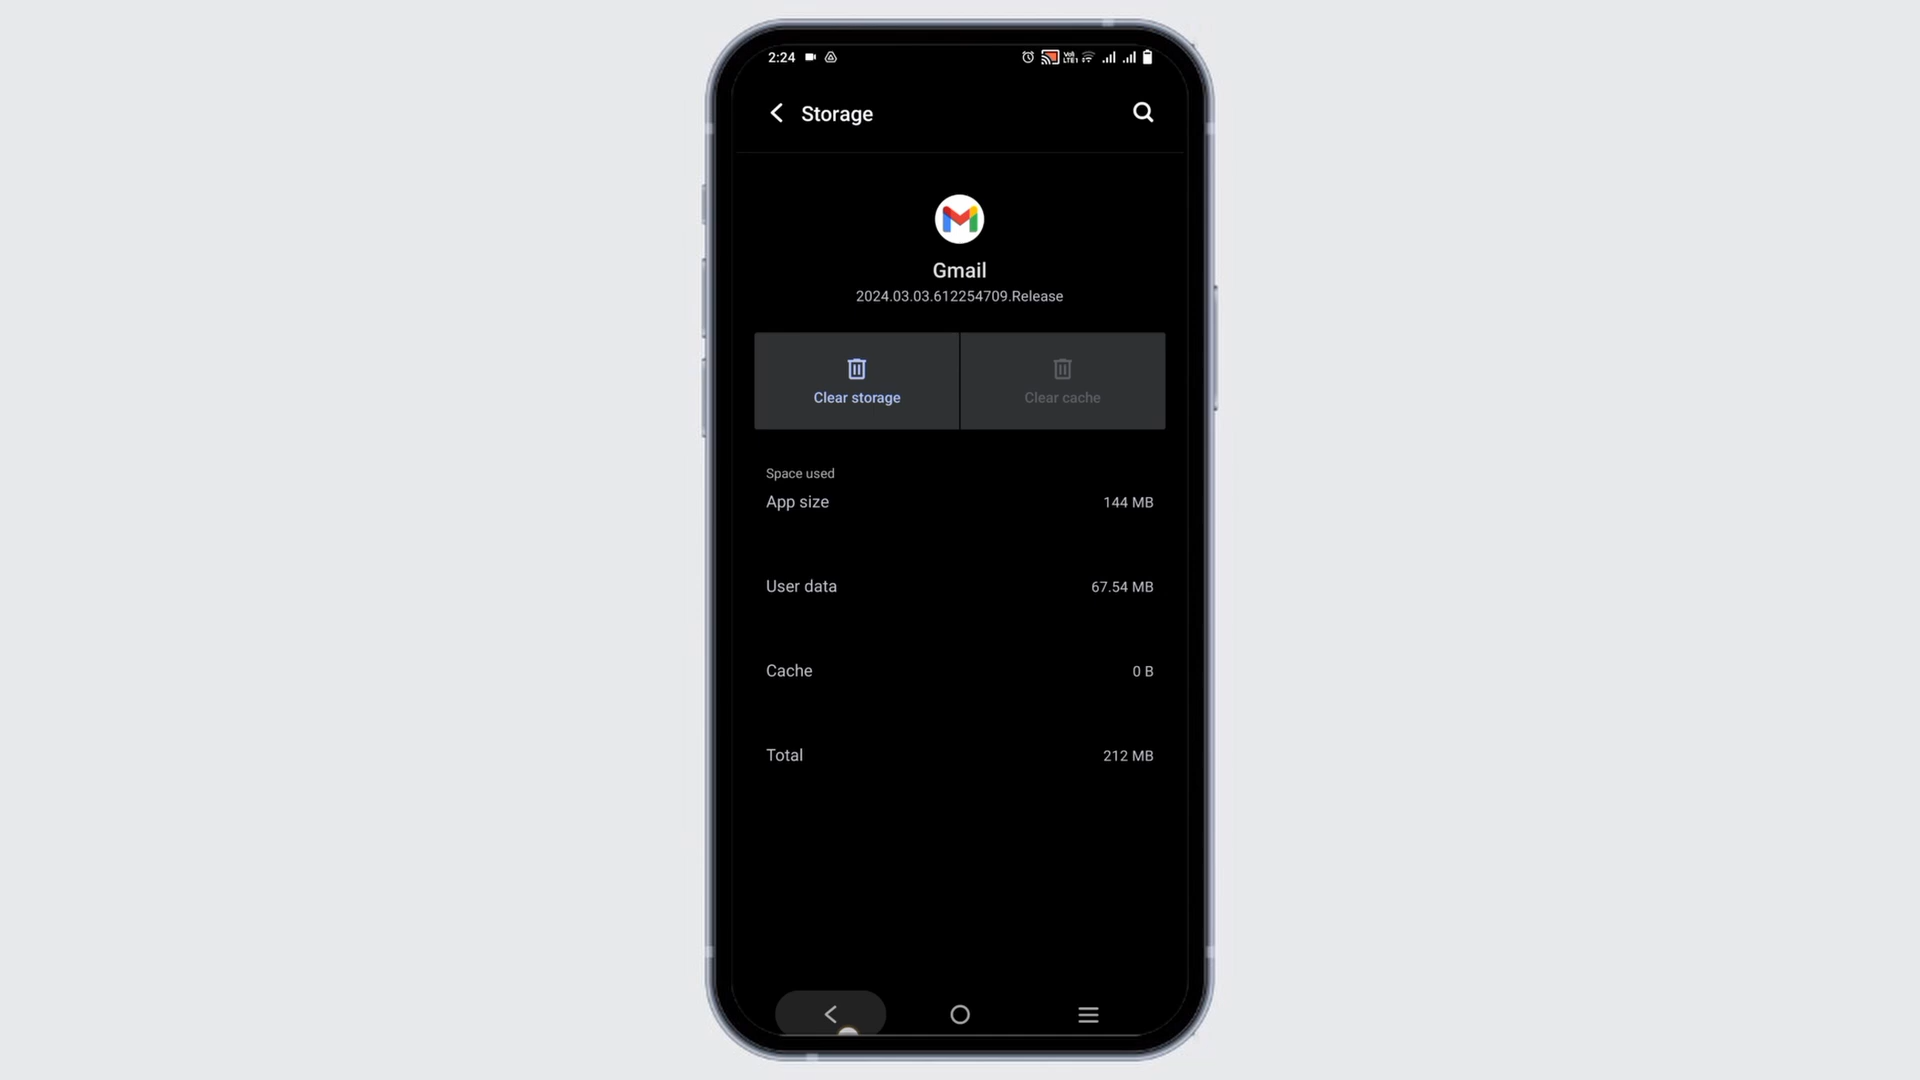 2:24
Storage
Gmail
2024.03.03.612254709.Release
Clear storage
Clear cache
Space used
App size
144 MB
User data
67.54 MB
Cache
0 B
Total
212 MB